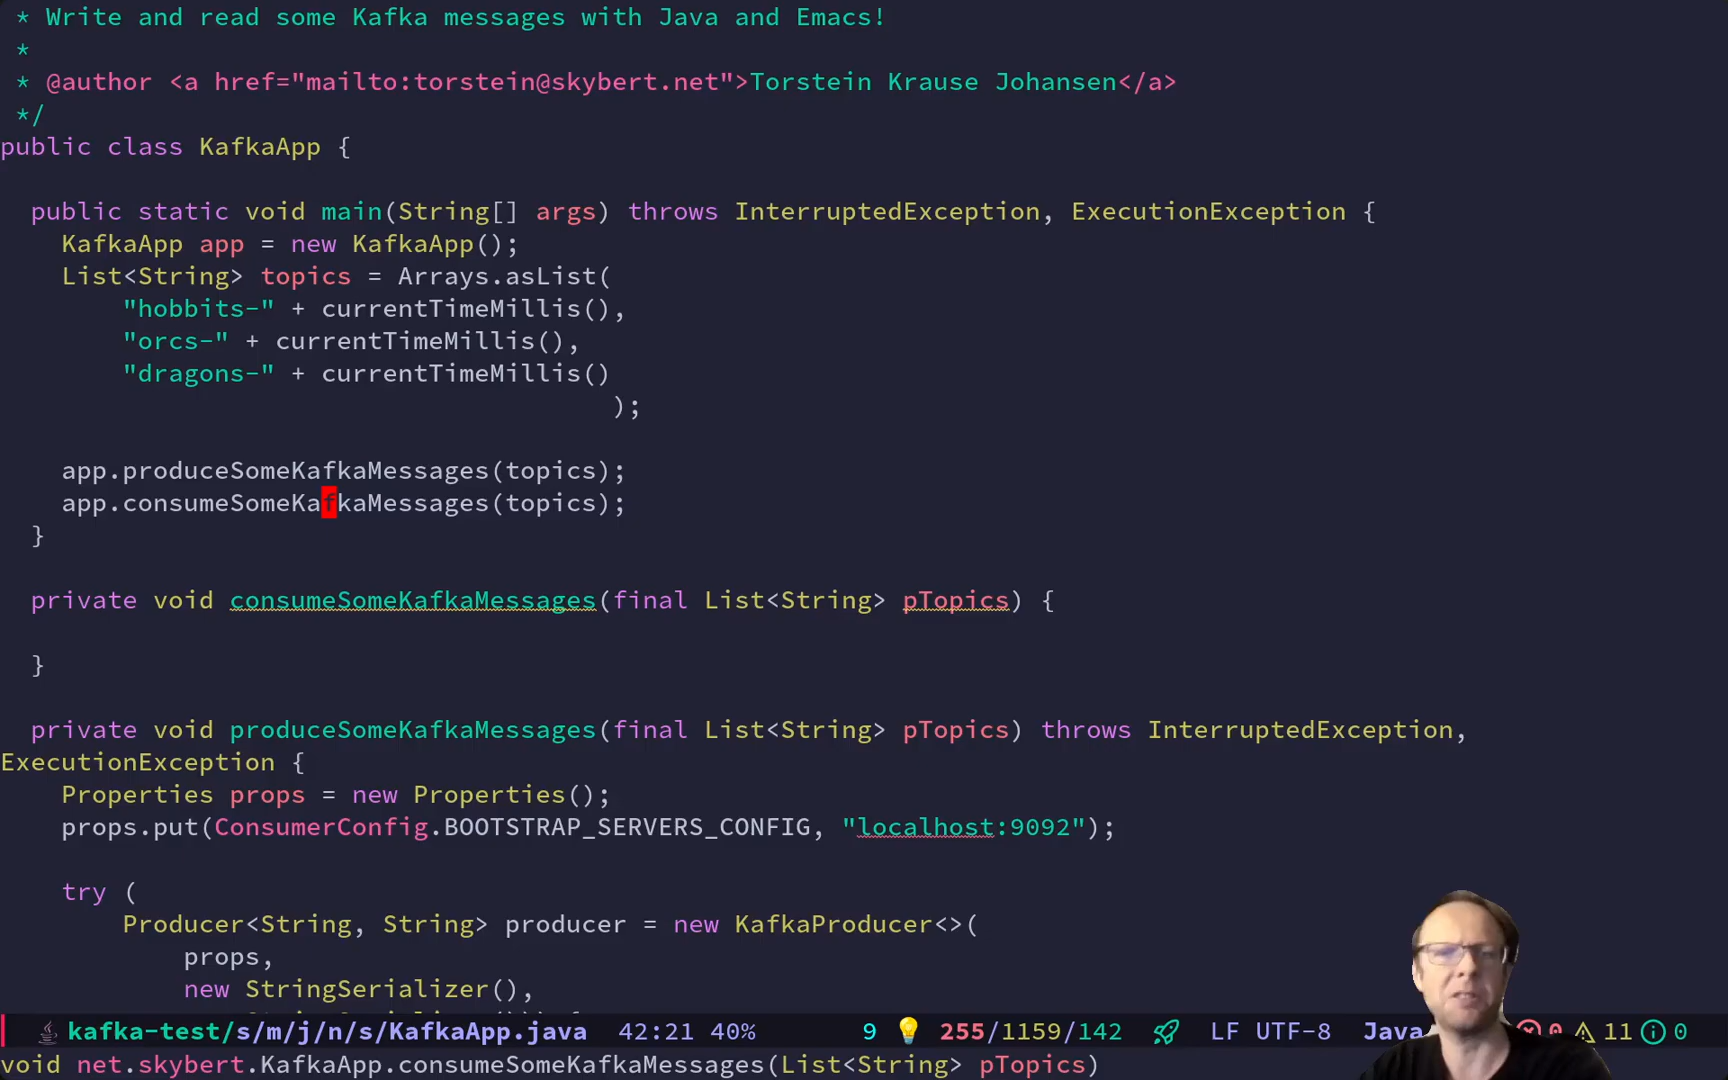 * Write and read some Kafka messages with Java and Emacs!
*
* @author <a href="mailto:torstein@skybert.net">Torstein Krause Johansen</a>
*/
public class KafkaApp {
public static void main(String[] args) throws InterruptedException, ExecutionException {
KafkaApp app = new KafkaApp();
List<String> topics = Arrays.asList(
"hobbits-" + currentTimeMillis(),
"orcs-" + currentTimeMillis(),
"dragons-" + currentTimeMillis()
);
app.produceSomeKafkaMessages(topics);
app.consumeSomeKafkaMessages(topics);
}
private void consumeSomeKafkaMessages(final List<String> pTopics) {
}
private void produceSomeKafkaMessages(final List<String> pTopics) throws InterruptedException,
ExecutionException {
Properties props = new Properties();
props.put(ConsumerConfig.BOOTSTRAP_SERVERS_CONFIG, "localhost:9092");
try (
Producer<String, String> producer = new KafkaProducer<>(
props,
new StringSerializer(),
kafka-test/s/m/j/n/s/KafkaApp.java 42:21 40% 9 255/1159/142 LF UTF-8 Java 0 11 0
void net.skybert.KafkaApp.consumeSomeKafkaMessages(List<String> pTopics)